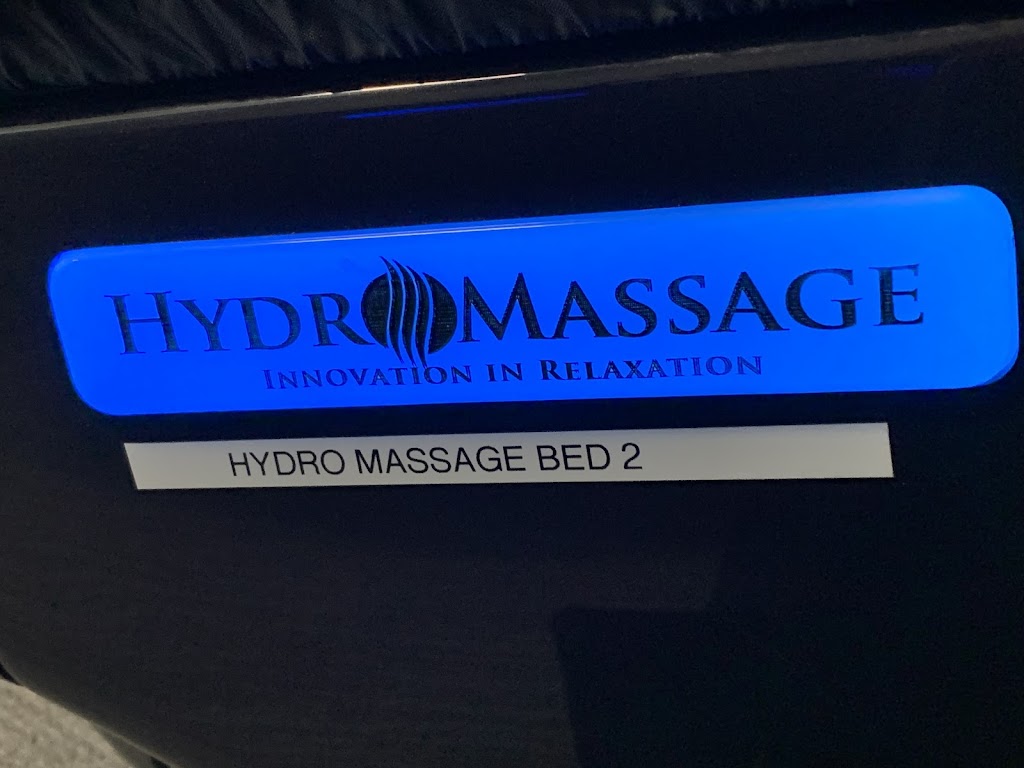 HYDROMASSAGE
INNOVATION IN RELAXATION
HYDRO MASSAGE BED 2